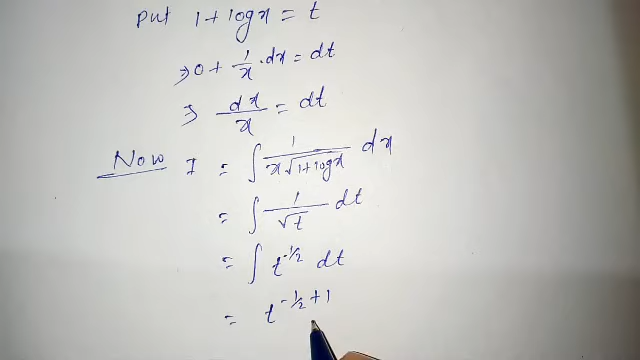 Put 1 + log x = t
⇒ 0 + 1/x · dx = dt
⇒ dx/x = dt
Now I = ∫ 1/(x√(1+log x)) dx
= ∫ 1/√t dt
= ∫ t^(-1/2) dt
= t^(-1/2 + 1)